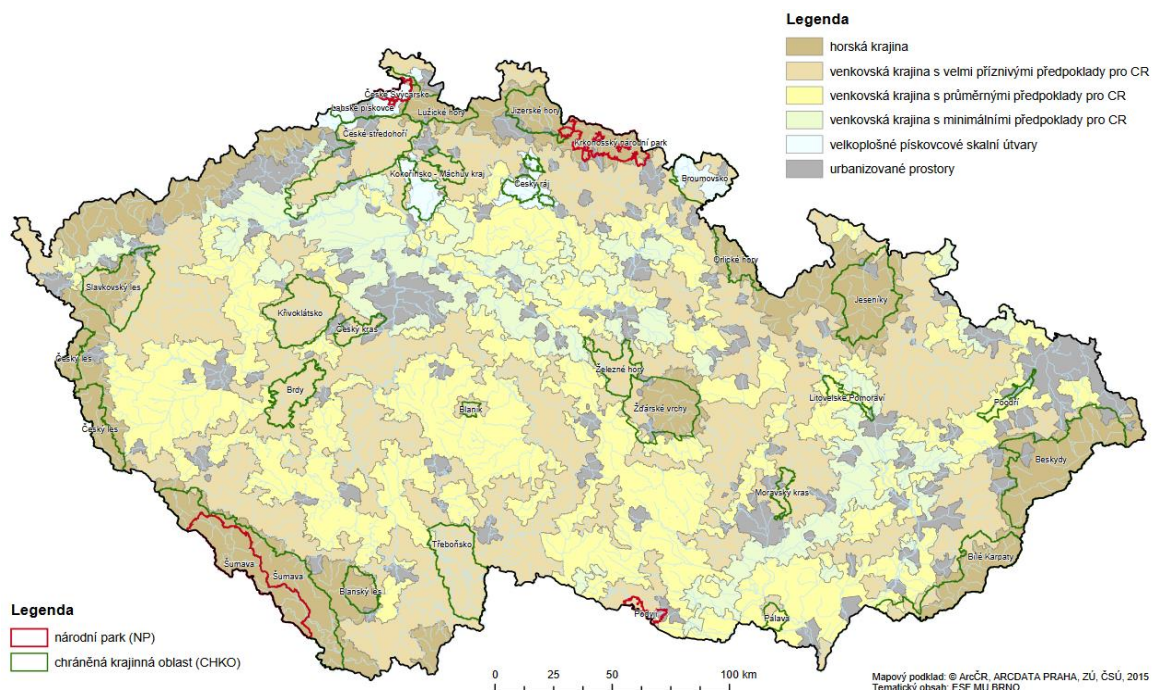 Legenda
horská krajina
venkovská krajina s velmi příznivými předpoklady pro CR
venkovská krajina s průměrnými předpoklady pro CR
venkovská krajina s minimálními předpoklady pro CR
velkoplošné pískovcové skalní útvary
urbanizované prostory
České Švýcarsko
Labské pískovce
Lužické hory
Jizerské hory
České středohoří
Krkonošský národní park
Kokořínsko - Máchův kraj
Český ráj
Broumovsko
Orlické hory
Slavkovský les
Jeseníky
Křivoklátsko
Český kras
Český les
Železné hory
Brdy
Blaník
Žďárské vrchy
Litovelské Pomoraví
Poodří
Český les
Beskydy
Moravský kras
Třeboňsko
Bílé Karpaty
Šumava
Šumava
Blanský les
Podyjí
Pálava
Legenda
národní park (NP)
chráněná krajinná oblast (CHKO)
0 25 50 100 km
Mapový podklad: © ArcČR, ARCDATA PRAHA, ZÚ, ČSÚ, 2015
Tematický obsah: ESF MU BRNO